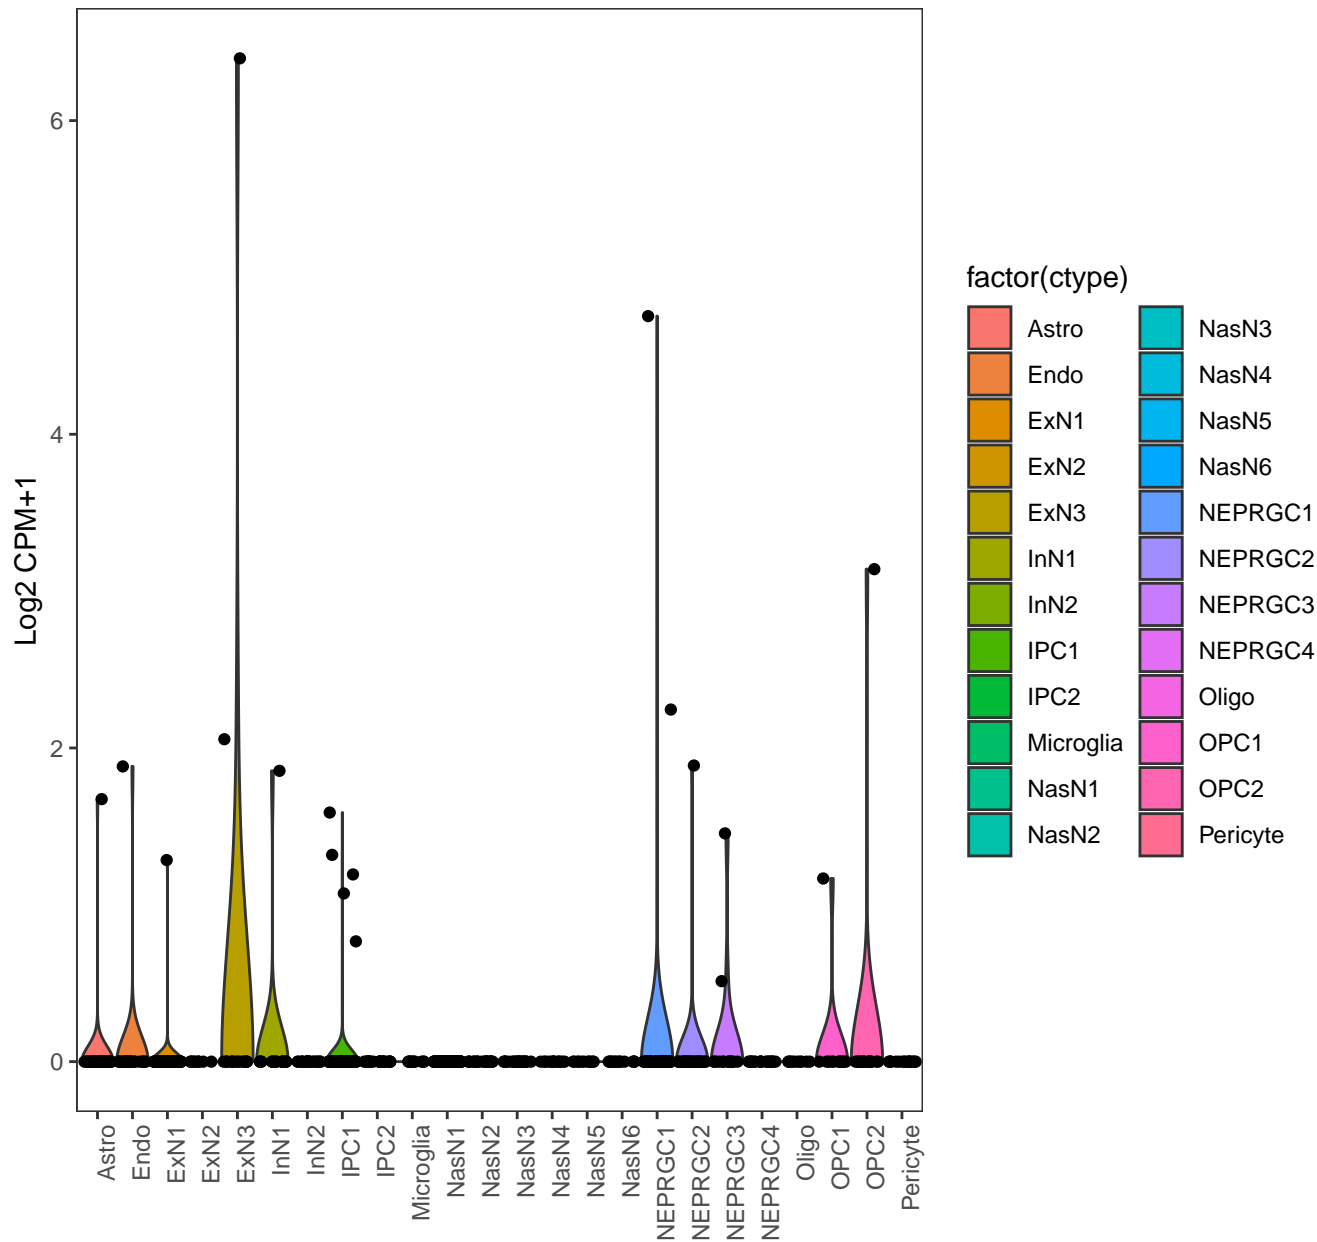 6
4
2
0
Log2 CPM+1
Astro
Endo
ExN1
ExN2
ExN3
InN1
InN2
IPC1
IPC2
Microglia
NasN1
NasN2
NasN3
NasN4
NasN5
NasN6
NEPRGC1
NEPRGC2
NEPRGC3
NEPRGC4
Oligo
OPC1
OPC2
Pericyte
factor(ctype)
Astro
Endo
ExN1
ExN2
ExN3
InN1
InN2
IPC1
IPC2
Microglia
NasN1
NasN2
NasN3
NasN4
NasN5
NasN6
NEPRGC1
NEPRGC2
NEPRGC3
NEPRGC4
Oligo
OPC1
OPC2
Pericyte